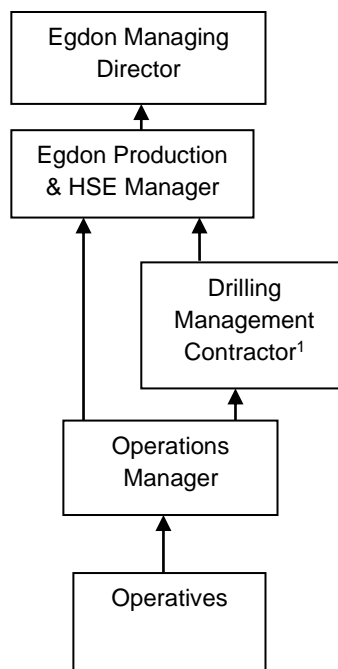 Egdon Managing
Director
Egdon Production
& HSE Manager
Drilling
Management
Contractor¹
Operations
Manager
Operatives